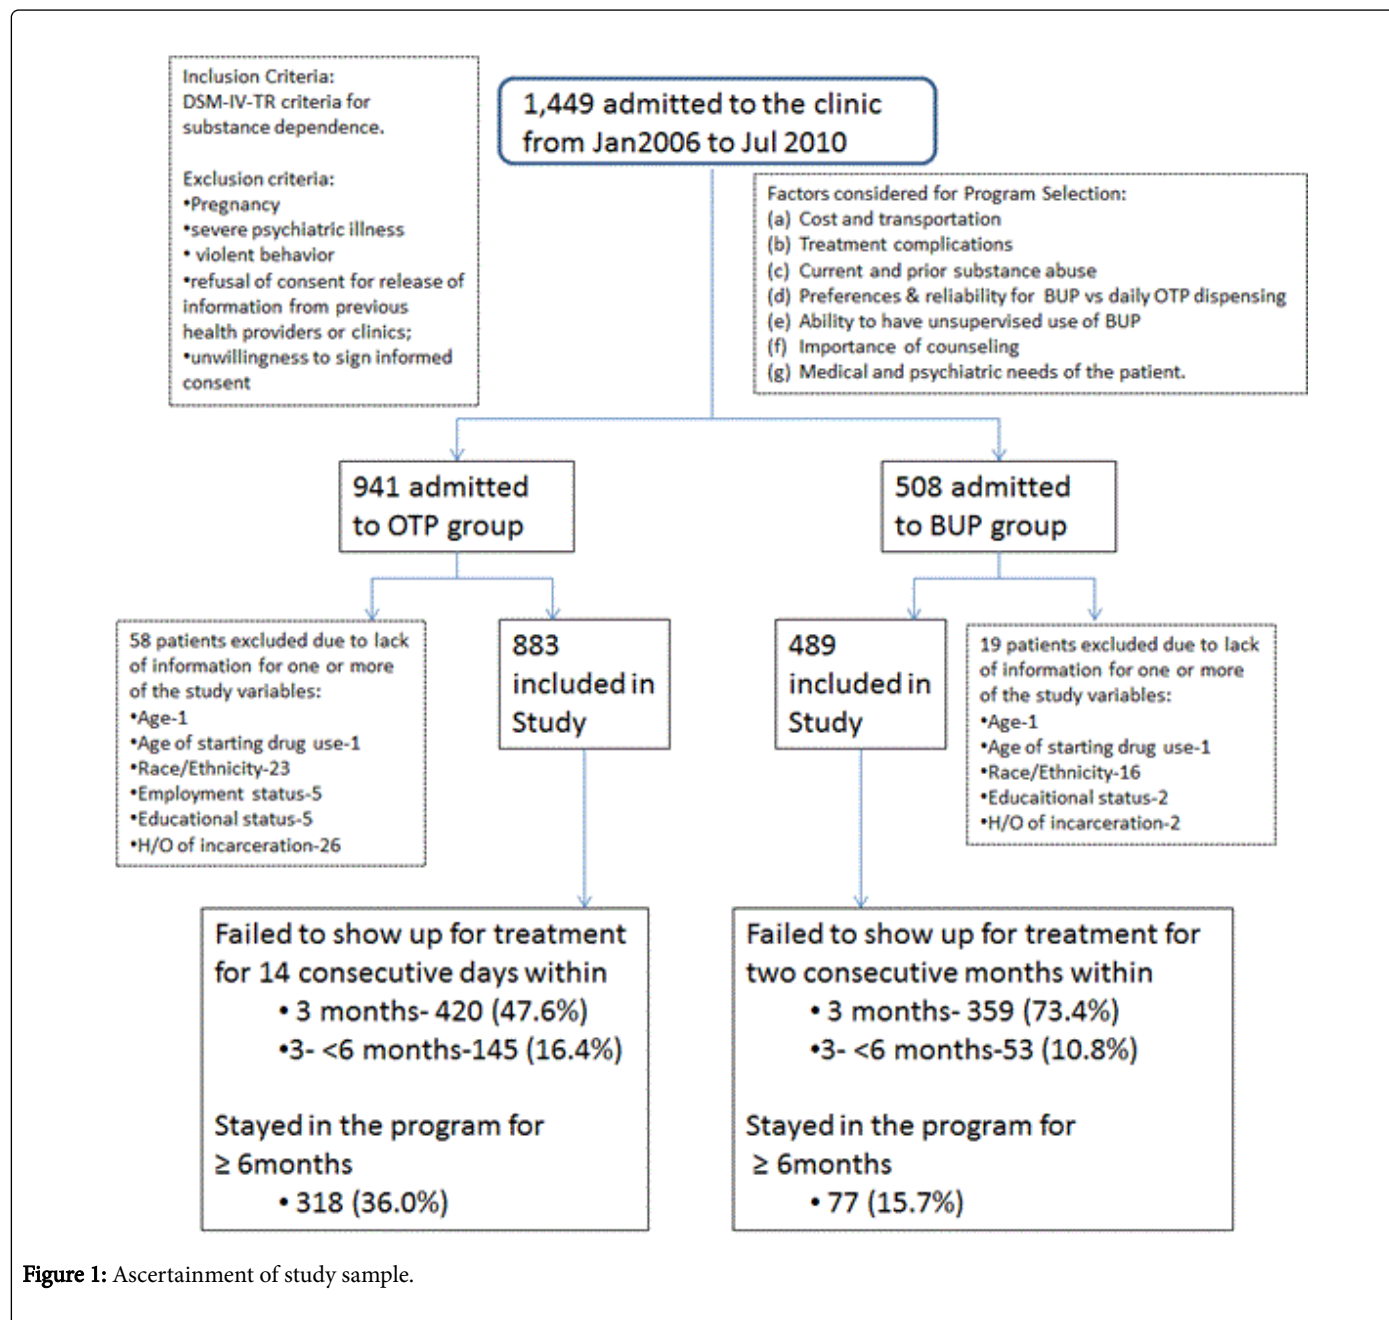 Inclusion Criteria:
DSM-IV-TR criteria for
substance dependence.
Exclusion criteria:
•Pregnancy
•severe psychiatric illness
• violent behavior
•refusal of consent for release of
information from previous
health providers or clinics;
•unwillingness to sign informed
consent
1,449 admitted to the clinic
from Jan2006 to Jul 2010
Factors considered for Program Selection:
(a) Cost and transportation
(b) Treatment complications
(c) Current and prior substance abuse
(d) Preferences & reliability for BUP vs daily OTP dispensing
(e) Ability to have unsupervised use of BUP
(f) Importance of counseling
(g) Medical and psychiatric needs of the patient.
941 admitted
to OTP group
508 admitted
to BUP group
58 patients excluded due to lack
of information for one or more
of the study variables:
•Age-1
•Age of starting drug use-1
•Race/Ethnicity-23
•Employment status-5
•Educational status-5
•H/O of incarceration-26
883
included in
Study
489
included in
Study
19 patients excluded due to lack
of information for one or more
of the study variables:
•Age-1
•Age of starting drug use-1
•Race/Ethnicity-16
•Educaitional status-2
•H/O of incarceration-2
Failed to show up for treatment
for 14 consecutive days within
• 3 months- 420 (47.6%)
•3- <6 months-145 (16.4%)
Stayed in the program for
≥ 6months
• 318 (36.0%)
Failed to show up for treatment for
two consecutive months within
• 3 months- 359 (73.4%)
•3- <6 months-53 (10.8%)
Stayed in the program for
≥ 6months
• 77 (15.7%)
Figure 1: Ascertainment of study sample.